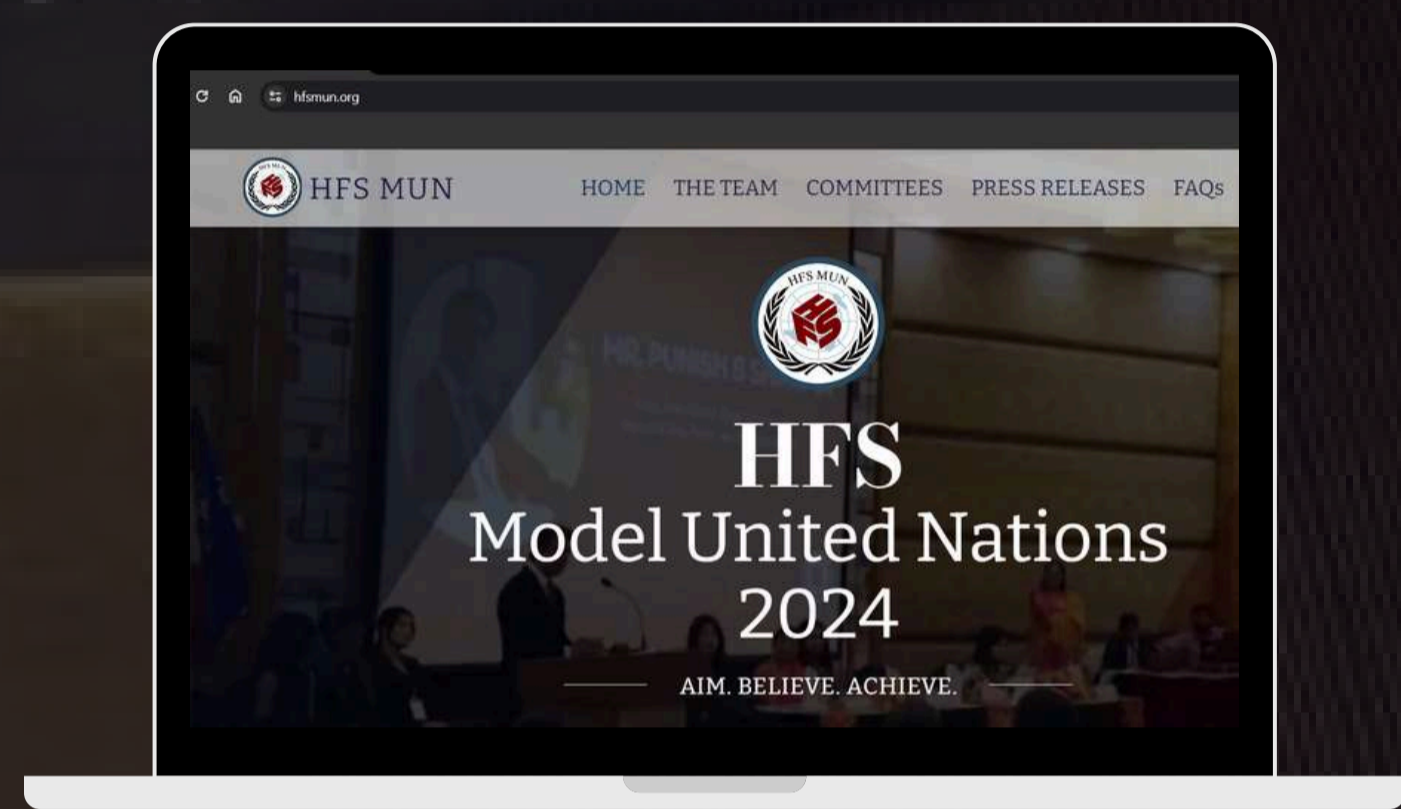 hfsmun.org
HFS MUN
HOME THE TEAM COMMITTEES PRESS RELEASES FAQs
HFS MUN
HFS
HFS
Model United Nations
2024
AIM. BELIEVE. ACHIEVE.